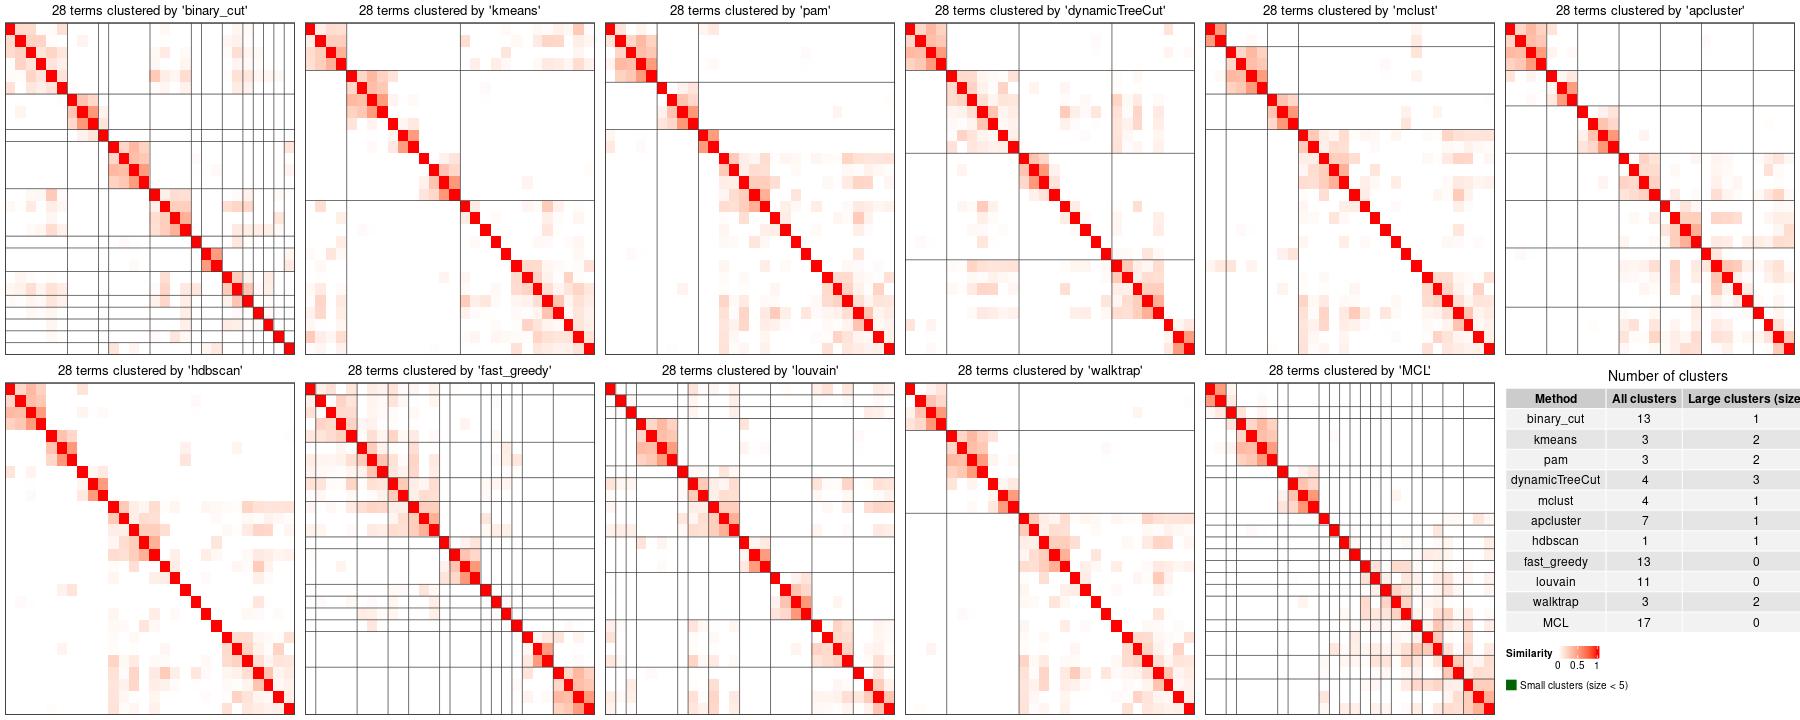 28 terms clustered by 'binary_cut'
28 terms clustered by 'kmeans'
28 terms clustered by 'pam'
28 terms clustered by 'dynamicTreeCut'
28 terms clustered by 'mclust'
28 terms clustered by 'apcluster'
28 terms clustered by 'hdbscan'
28 terms clustered by 'fast_greedy'
28 terms clustered by 'louvain'
28 terms clustered by 'walktrap'
28 terms clustered by 'MCL'
Number of clusters
Method All clusters Large clusters (size
binary_cut 13 1
kmeans 3 2
pam 3 2
dynamicTreeCut 4 3
mclust 4 1
apcluster 7 1
hdbscan 1 1
fast_greedy 13 0
louvain 11 0
walktrap 3 2
MCL 17 0
Similarity
0 0.5 1
Small clusters (size < 5)